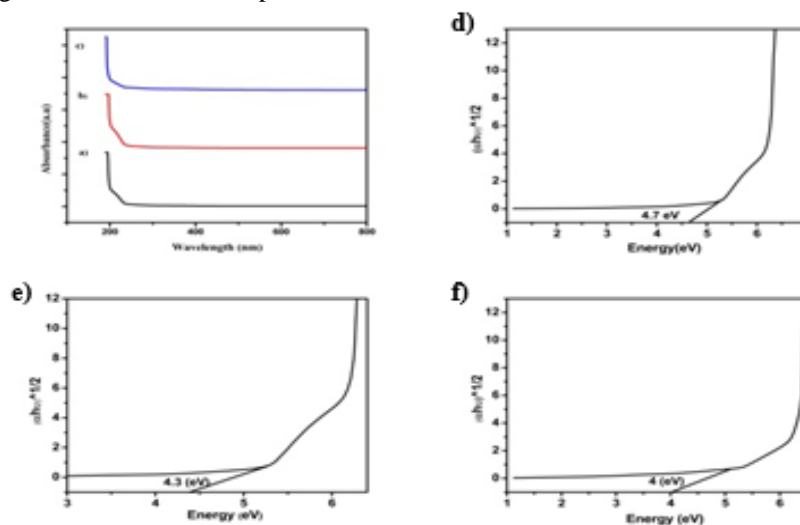 d)
c)
b)
a)
Absorbance(a.u)
200
400
600
800
Wavelength (nm)
12
10
8
6
4
2
0
(αhυ)^1/2
4.7 eV
1
2
3
4
5
6
Energy(eV)
e)
12
10
8
6
4
2
0
(αhυ)^1/2
4.3 (eV)
3
4
5
6
Energy (eV)
f)
12
10
8
6
4
2
0
(αhυ)^1/2
4 (eV)
1
2
3
4
5
6
Energy (eV)